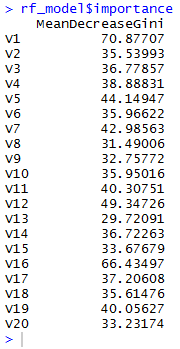 > rf_model$importance
MeanDecreaseGini
V1 70.87707
V2 35.53993
V3 36.77857
V4 38.88831
V5 44.14947
V6 35.96622
V7 42.98563
V8 31.49006
V9 32.75772
V10 35.95016
V11 40.30751
V12 49.34726
V13 29.72091
V14 36.72263
V15 33.67679
V16 66.43497
V17 37.20608
V18 35.61476
V19 40.05627
V20 33.23174
>